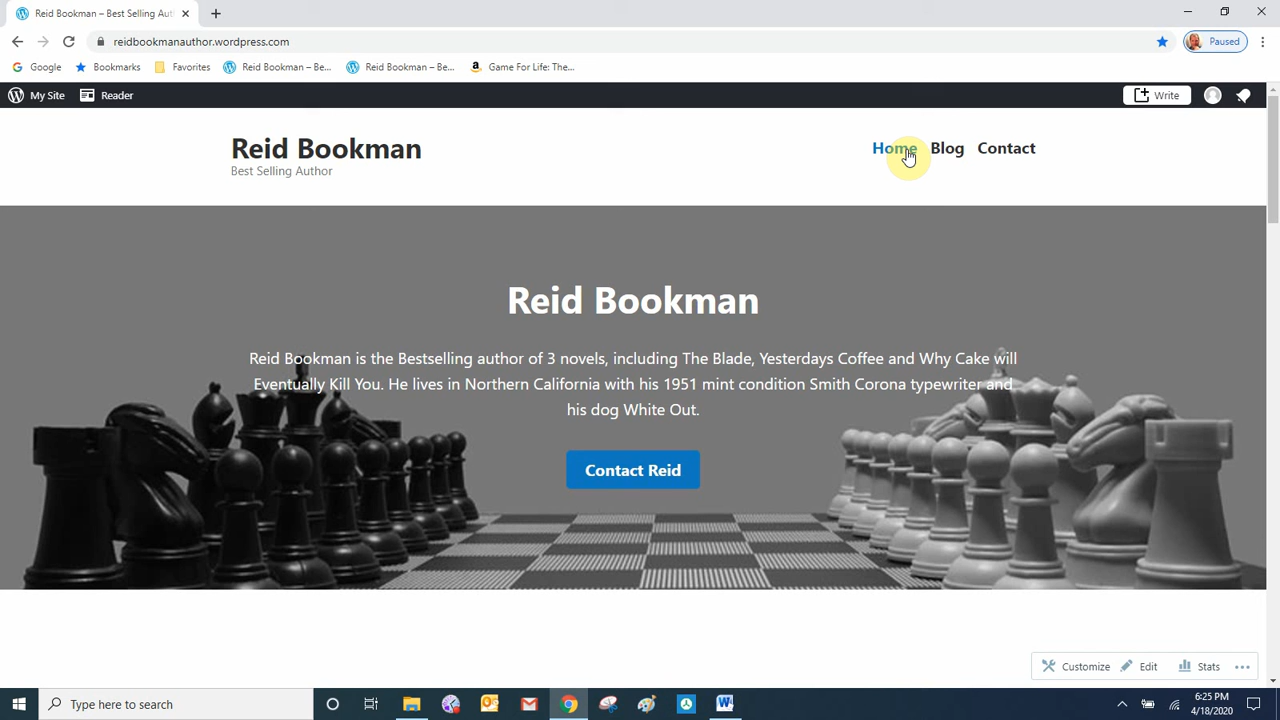 Reid Bookman – Best Selling Aut
reidbookmanauthor.wordpress.com
Paused
Google
Bookmarks
Favorites
Reid Bookman – Be...
Reid Bookman – Be...
Game For Life: The...
My Site
Reader
Write
Reid Bookman
Best Selling Author
Home
Blog
Contact
Reid Bookman
Reid Bookman is the Bestselling author of 3 novels, including The Blade, Yesterdays Coffee and Why Cake will
Eventually Kill You. He lives in Northern California with his 1951 mint condition Smith Corona typewriter and
his dog White Out.
Contact Reid
Customize
Edit
Stats
Type here to search
6:25 PM
4/18/2020